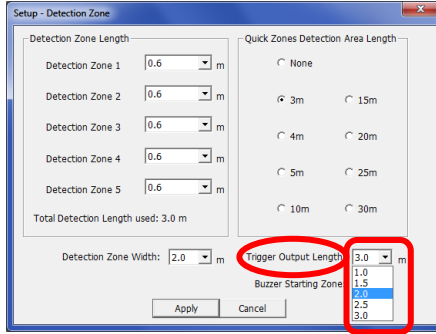 Setup - Detection Zone
Detection Zone Length
Detection Zone 1 0.6 m
Detection Zone 2 0.6 m
Detection Zone 3 0.6 m
Detection Zone 4 0.6 m
Detection Zone 5 0.6 m
Total Detection Length used: 3.0 m
Quick Zones Detection Area Length
None
3m 15m
4m 20m
5m 25m
10m 30m
Detection Zone Width: 2.0 m
Trigger Output Length 3.0 m
1.0
1.5
2.0
2.5
3.0
Buzzer Starting Zone
Apply Cancel